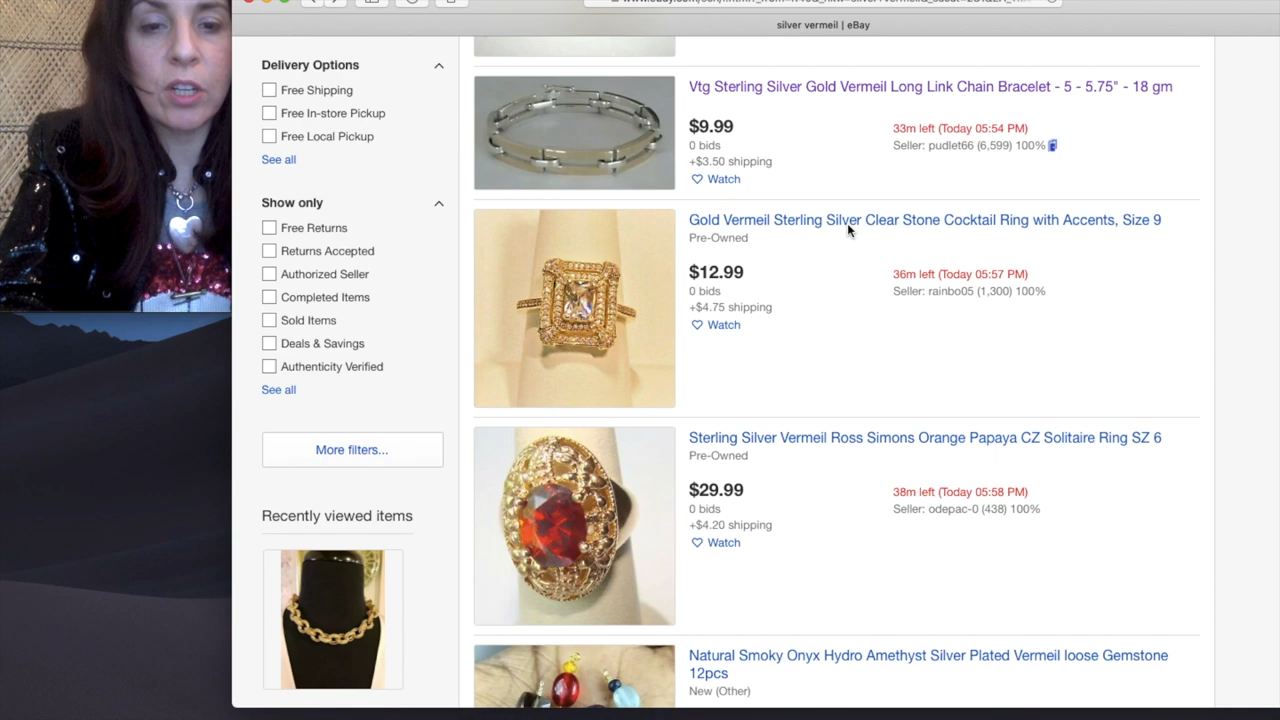 silver vermeil | eBay
Delivery Options
Free Shipping
Free In-store Pickup
Free Local Pickup
See all
Show only
Free Returns
Returns Accepted
Authorized Seller
Completed Items
Sold Items
Deals & Savings
Authenticity Verified
See all
More filters...
Recently viewed items
Vtg Sterling Silver Gold Vermeil Long Link Chain Bracelet - 5 - 5.75" - 18 gm
$9.99
33m left (Today 05:54 PM)
0 bids
Seller: pudlet66 (6,599) 100%
+$3.50 shipping
Watch
Gold Vermeil Sterling Silver Clear Stone Cocktail Ring with Accents, Size 9
Pre-Owned
$12.99
36m left (Today 05:57 PM)
0 bids
Seller: rainbo05 (1,300) 100%
+$4.75 shipping
Watch
Sterling Silver Vermeil Ross Simons Orange Papaya CZ Solitaire Ring SZ 6
Pre-Owned
$29.99
38m left (Today 05:58 PM)
0 bids
Seller: odepac-0 (438) 100%
+$4.20 shipping
Watch
Natural Smoky Onyx Hydro Amethyst Silver Plated Vermeil loose Gemstone
12pcs
New (Other)